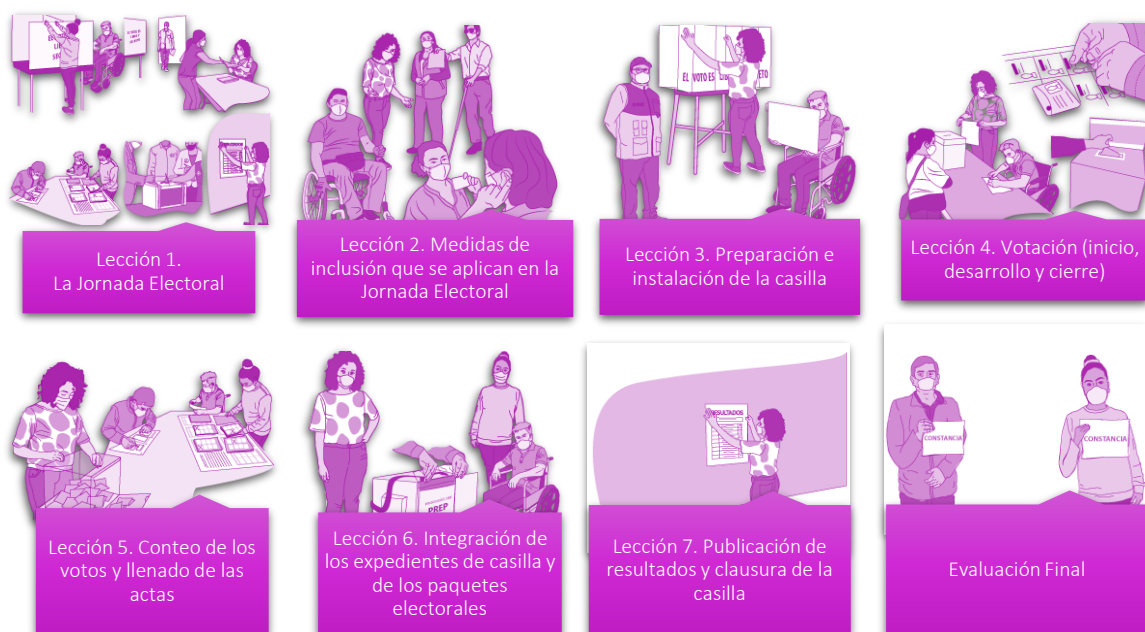 EL VOTO ES LIB
ETO
Lección 1.
La Jornada Electoral
Lección 2. Medidas de
inclusión que se aplican en la
Jornada Electoral
Lección 3. Preparación e
instalación de la casilla
Lección 4. Votación (inicio,
desarrollo y cierre)
RESULTADOS
CONSTANCIA
CONSTANCIA
PREP
Lección 5. Conteo de los
votos y llenado de las
actas
Lección 6. Integración de
los expedientes de casilla y
de los paquetes
electorales
Lección 7. Publicación de
resultados y clausura de la
casilla
Evaluación Final